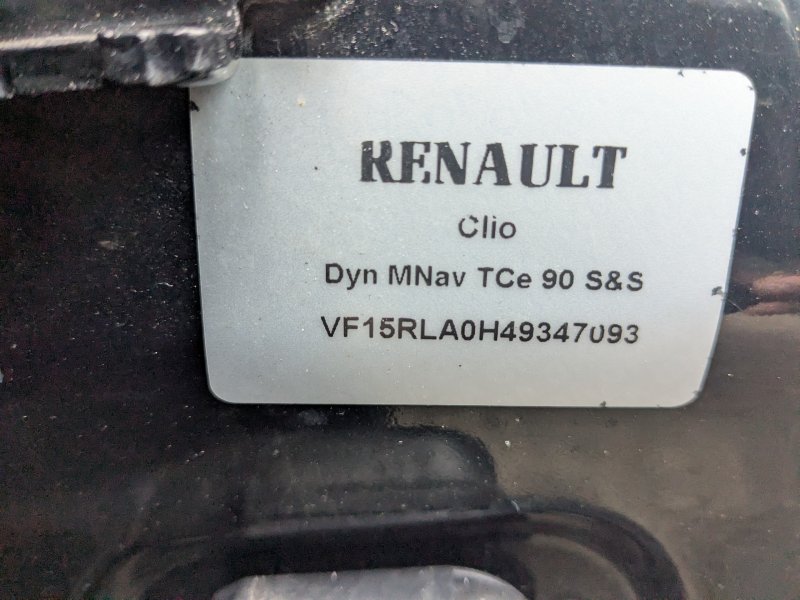 RENAULT
Clio
Dyn MNav TCe 90 S&S
VF15RLA0H49347093